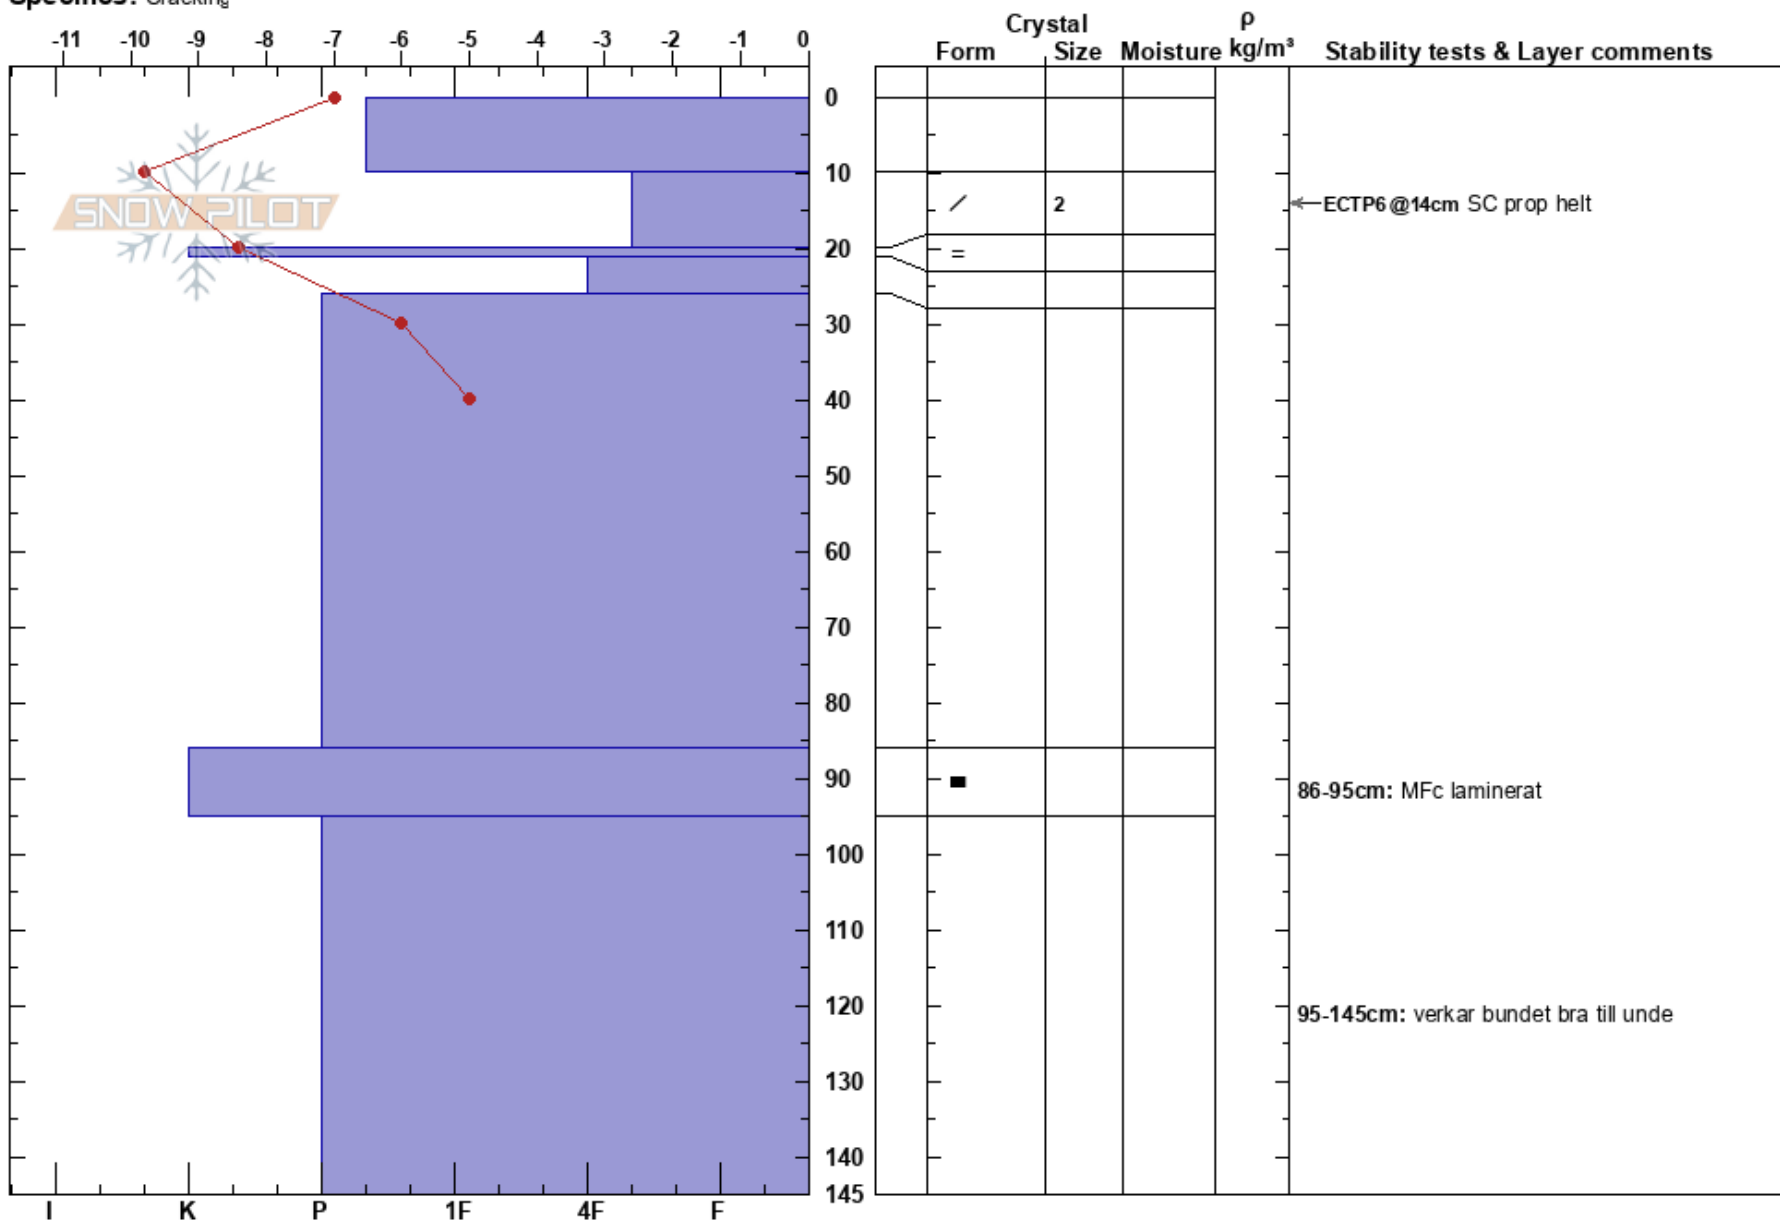 Specifics: Cracking
Crystal ρ
-11 -10 -9 -8 -7 -6 -5 -4 -3 -2 -1 0 Form Size Moisture kg/m³ Stability tests & Layer comments
0
10
SNOW PILOT 2 ECTP6 @14cm SC prop helt
20 =
30
40
50
60
70
80
90
86-95cm: MFc laminerat
100
110
120 95-145cm: verkar bundet bra till unde
130
140
145
I K P 1F 4F F